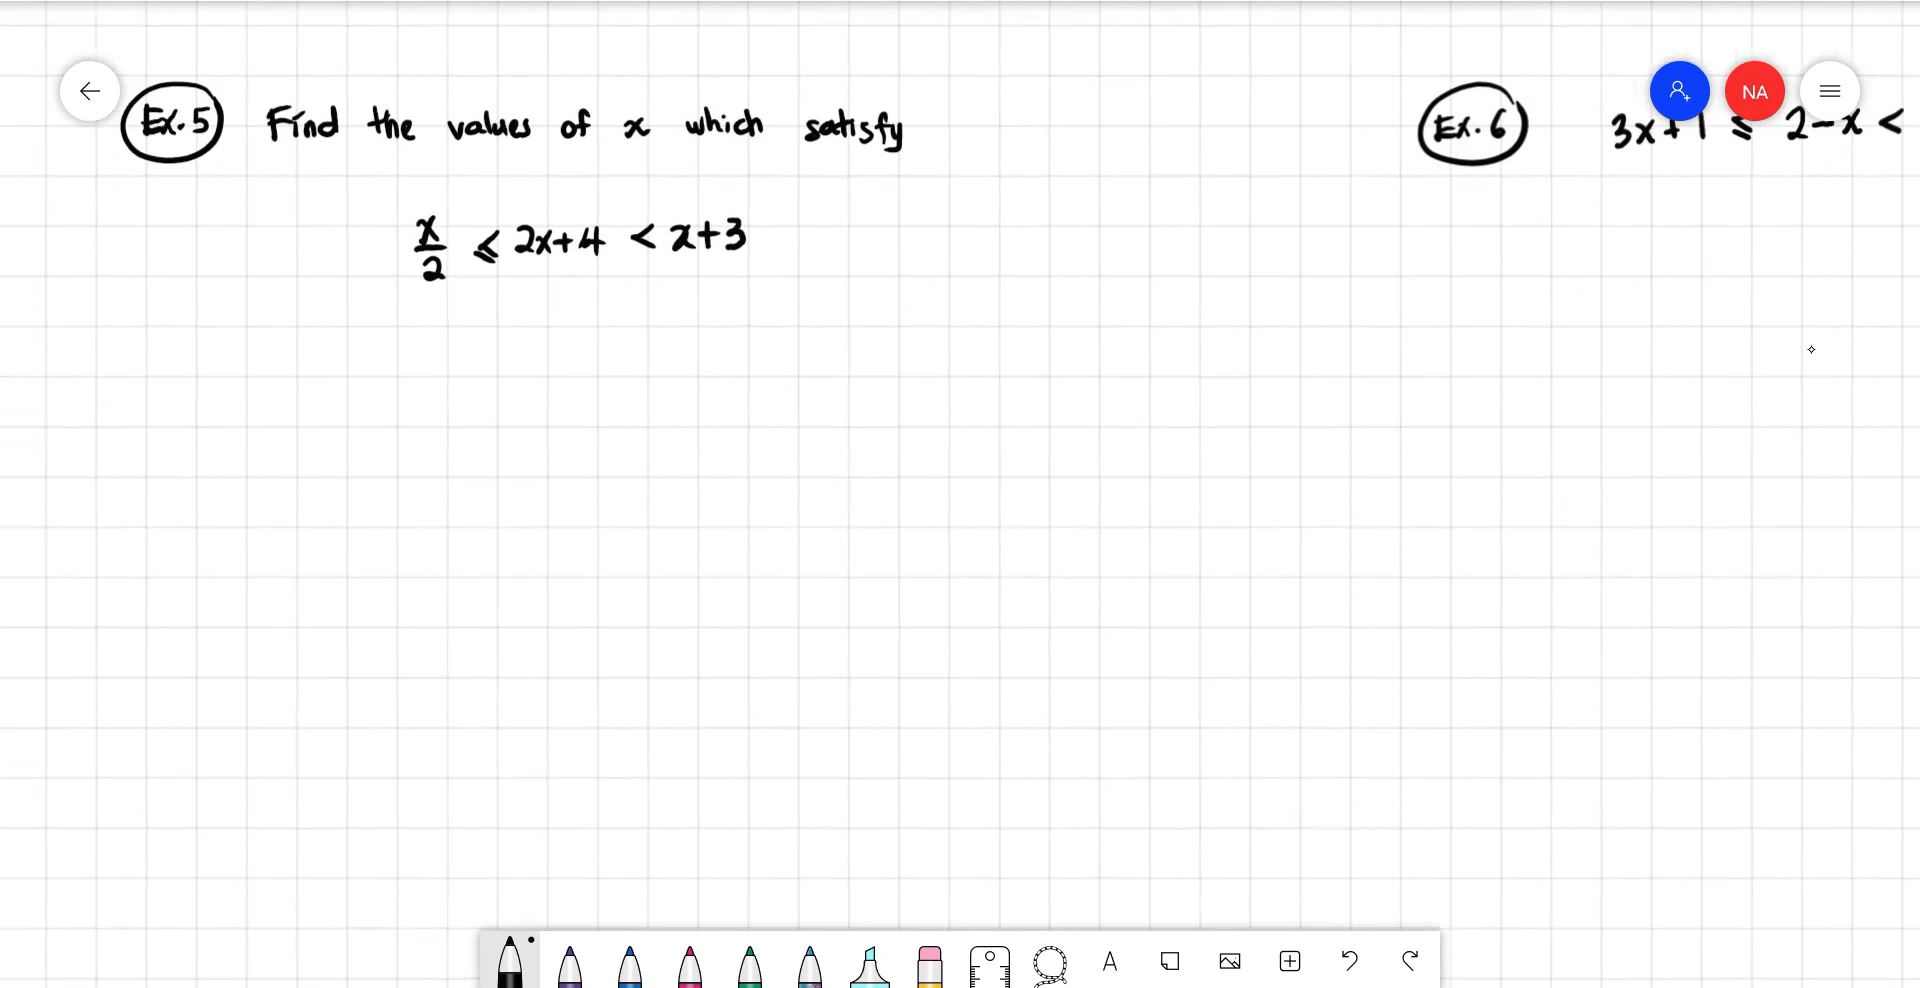 Ex. 5 Find the values of x which satisfy
x/2 ⩽ 2x+4 < x+3
Ex. 6 3x+1 ⩽ 2-x <
NA
A